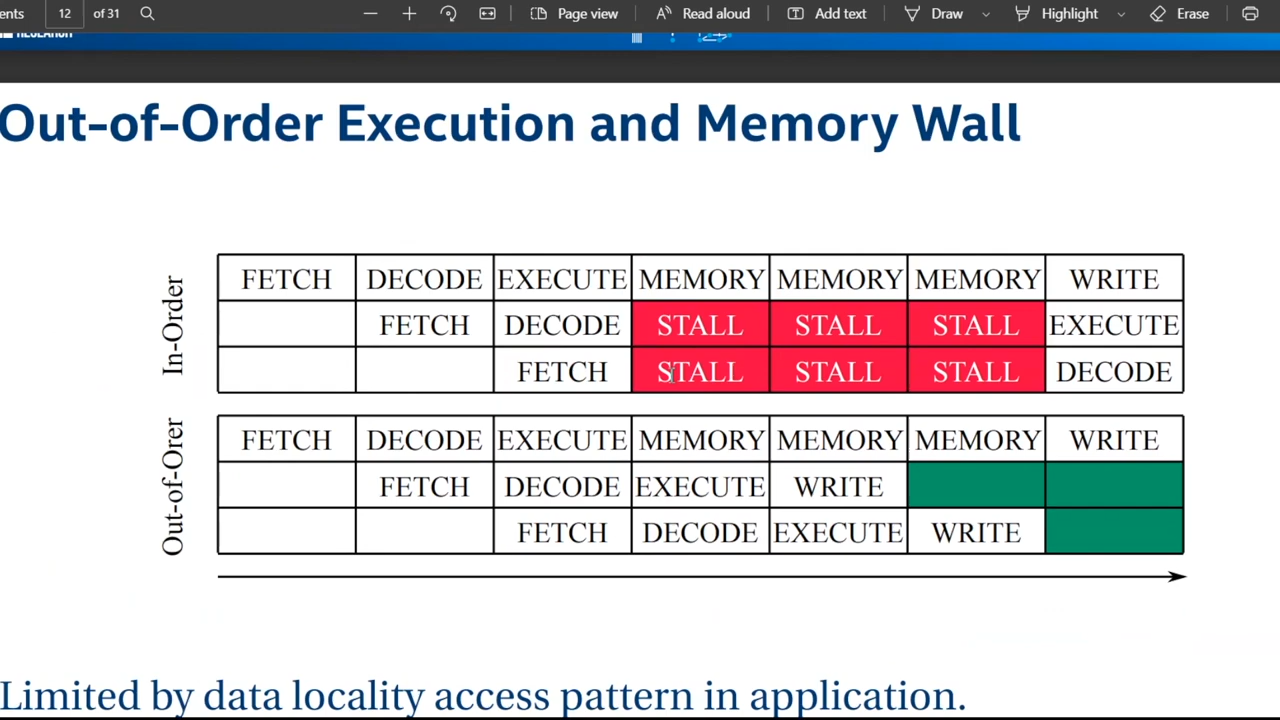 ents 12 of 31 Page view Read aloud Add text Draw Highlight Erase
RESEARCH
Out-of-Order Execution and Memory Wall
In-Order
FETCH DECODE EXECUTE MEMORY MEMORY MEMORY WRITE
FETCH DECODE STALL STALL STALL EXECUTE
FETCH STALL STALL STALL DECODE
Out-of-Orer
FETCH DECODE EXECUTE MEMORY MEMORY MEMORY WRITE
FETCH DECODE EXECUTE WRITE
FETCH DECODE EXECUTE WRITE
Limited by data locality access pattern in application.